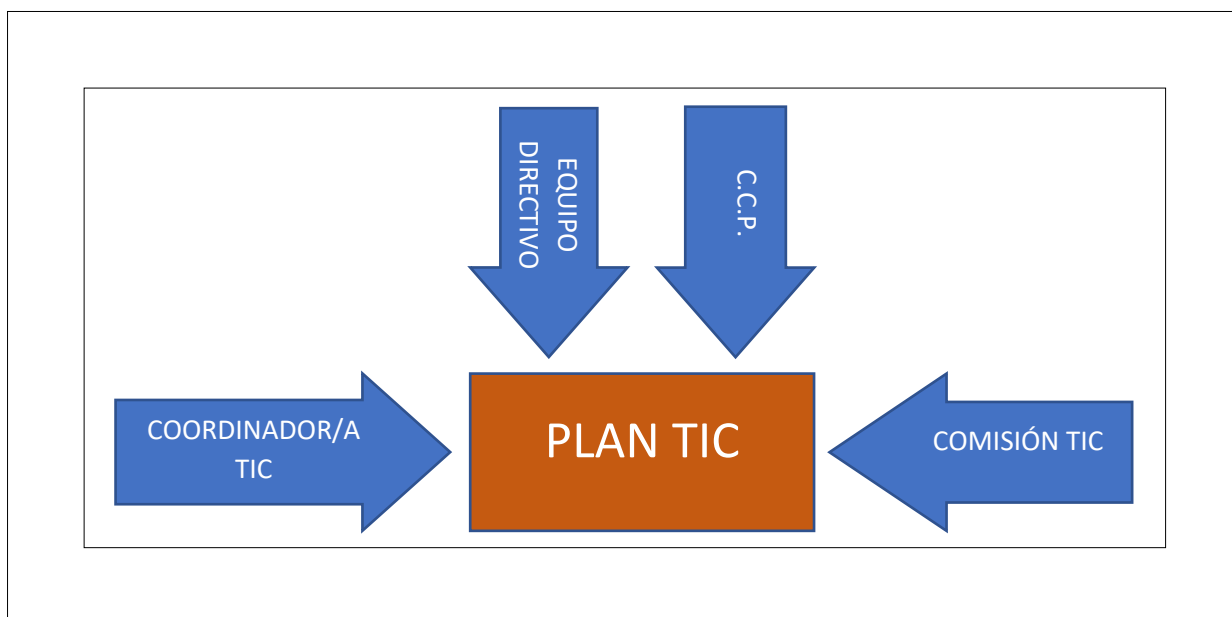 EQUIPO
DIRECTIVO
C.C.P.
COORDINADOR/A
TIC
PLAN TIC
COMISIÓN TIC